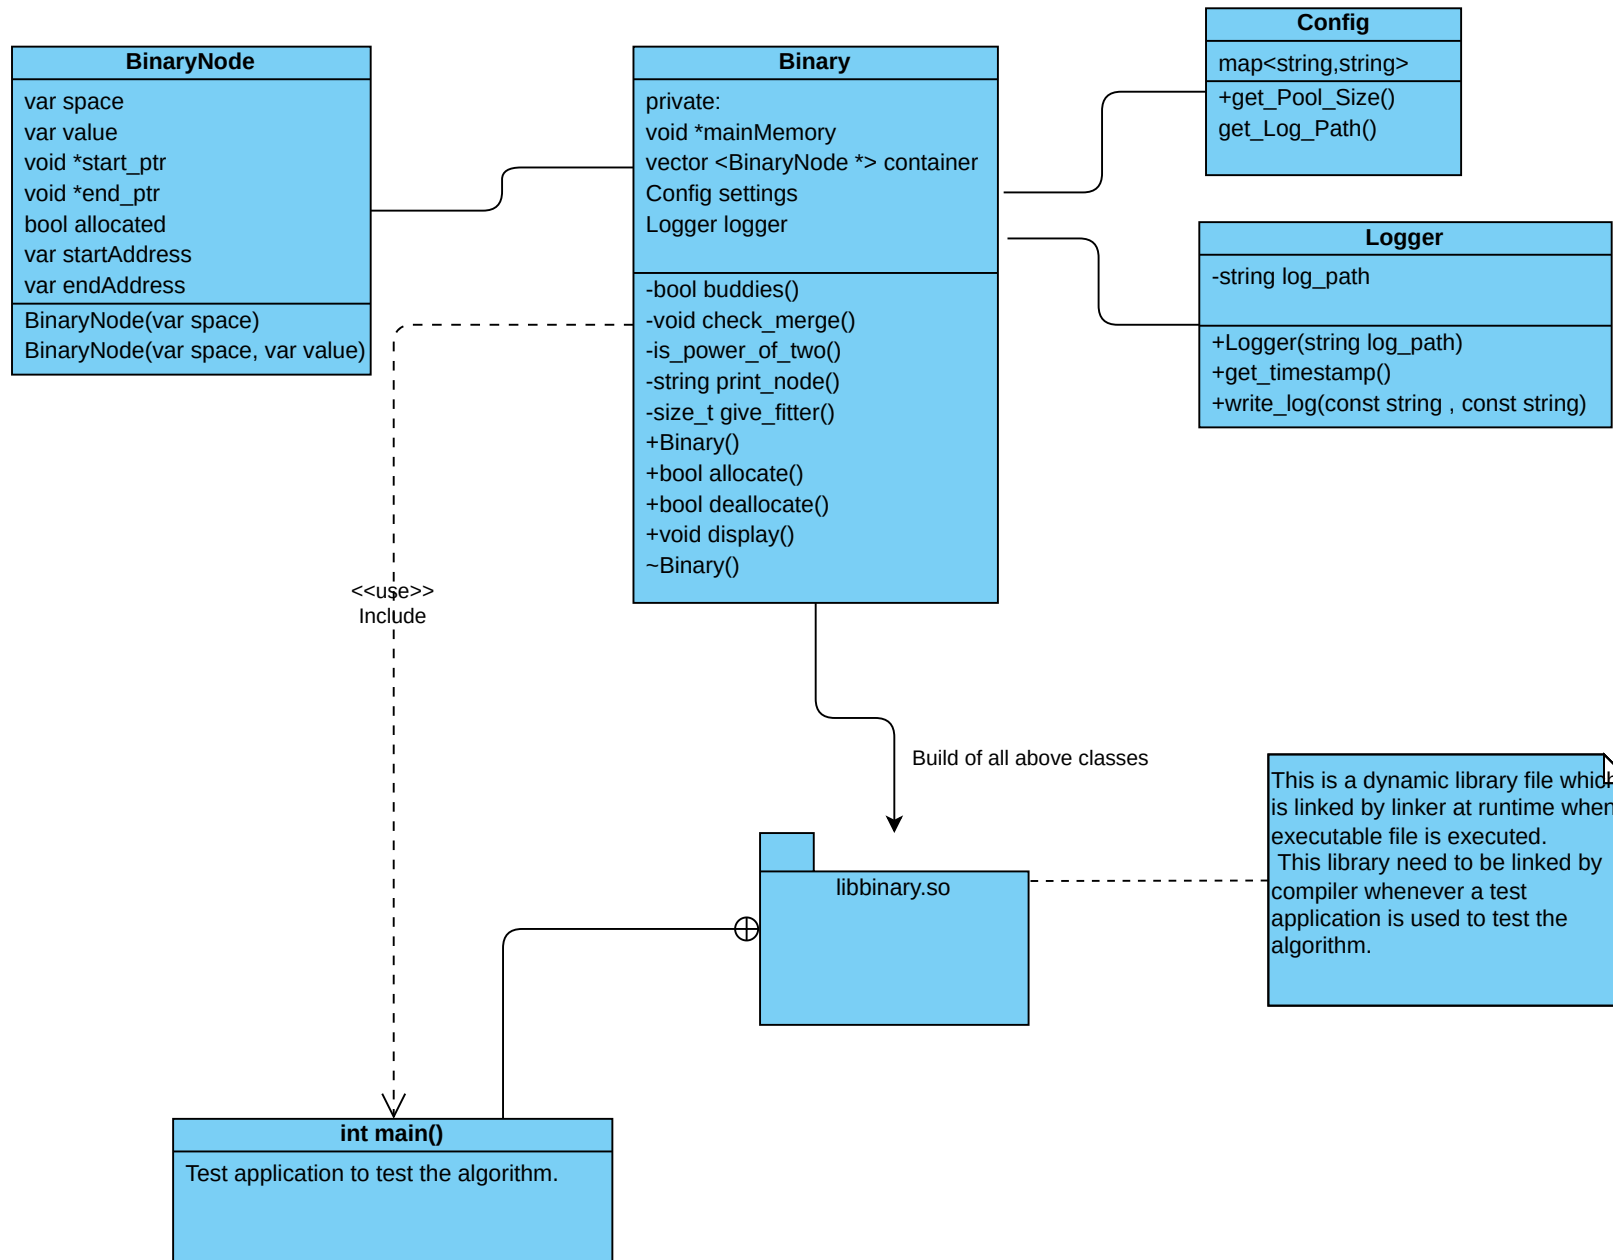 BinaryNode
var space
var value
void *start_ptr
void *end_ptr
bool allocated
var startAddress
var endAddress
BinaryNode(var space)
BinaryNode(var space, var value)
Binary
private:
void *mainMemory
vector <BinaryNode *> container
Config settings
Logger logger
-bool buddies()
-void check_merge()
-is_power_of_two()
-string print_node()
-size_t give_fitter()
+Binary()
+bool allocate()
+bool deallocate()
+void display()
~Binary()
Config
map<string,string>
+get_Pool_Size()
get_Log_Path()
Logger
-string log_path
+Logger(string log_path)
+get_timestamp()
+write_log(const string , const string)
<<use>>
Include
Build of all above classes
libbinary.so
This is a dynamic library file which
is linked by linker at runtime when
executable file is executed.
This library need to be linked by
compiler whenever a test
application is used to test the
algorithm.
int main()
Test application to test the algorithm.